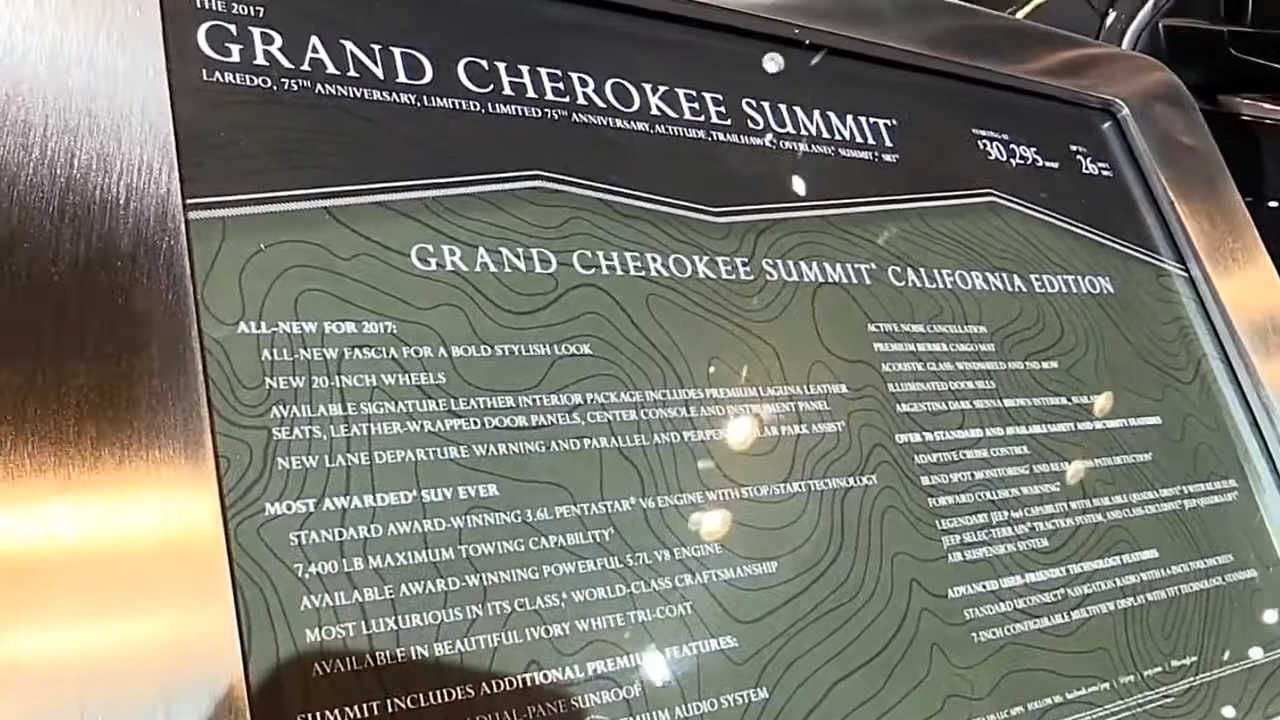 THE 2017
GRAND CHEROKEE SUMMIT
LAREDO, 75TH ANNIVERSARY, LIMITED, LIMITED 75TH ANNIVERSARY, ALTITUDE, TRAILHAWK, OVERLAND, SUMMIT, SRT
STARTING AT
$30,295
UP TO
26
GRAND CHEROKEE SUMMIT CALIFORNIA EDITION
ALL-NEW FOR 2017:
ALL-NEW FASCIA FOR A BOLD STYLISH LOOK
NEW 20-INCH WHEELS
AVAILABLE SIGNATURE LEATHER INTERIOR PACKAGE INCLUDES PREMIUM LAGUNA LEATHER
SEATS, LEATHER-WRAPPED DOOR PANELS, CENTER CONSOLE AND INSTRUMENT PANEL
NEW LANE DEPARTURE WARNING AND PARALLEL AND PERPENDICULAR PARK ASSIST
MOST AWARDED SUV EVER
STANDARD AWARD-WINNING 3.6L PENTASTAR® V6 ENGINE WITH STOP/START TECHNOLOGY
7,400 LB MAXIMUM TOWING CAPABILITY
AVAILABLE AWARD-WINNING POWERFUL 5.7L V8 ENGINE
MOST LUXURIOUS IN ITS CLASS, WORLD-CLASS CRAFTSMANSHIP
AVAILABLE IN BEAUTIFUL IVORY WHITE TRI-COAT
SUMMIT INCLUDES ADDITIONAL PREMIUM FEATURES:
DUAL-PANE SUNROOF
PREMIUM AUDIO SYSTEM
ACTIVE NOISE CANCELLATION
PREMIUM BERBER CARGO MAT
ACOUSTIC GLASS: WINDSHIELD AND 2ND ROW
ILLUMINATED DOOR SILLS
ARGENTINA DARK SIENNA BROWN INTERIOR,
OVER 70 STANDARD AND AVAILABLE SAFETY AND SECURITY FEATURES
ADAPTIVE CRUISE CONTROL
BLIND SPOT MONITORING AND REAR PATH DETECTION
FORWARD COLLISION WARNING
LEGENDARY JEEP 4x4 CAPABILITY WITH AVAILABLE QUADRA-DRIVE II WITH REAR ELSD,
JEEP SELEC-TERRAIN TRACTION SYSTEM, AND CLASS-EXCLUSIVE JEEP QUADRA-LIFT
AIR SUSPENSION SYSTEM
ADVANCED USER-FRIENDLY TECHNOLOGY FEATURES
STANDARD UCONNECT NAVIGATION RADIO WITH 8.4-INCH TOUCHSCREEN
7-INCH CONFIGURABLE MULTIVIEW DISPLAY WITH TFT TECHNOLOGY, STANDARD
FOLLOW US: